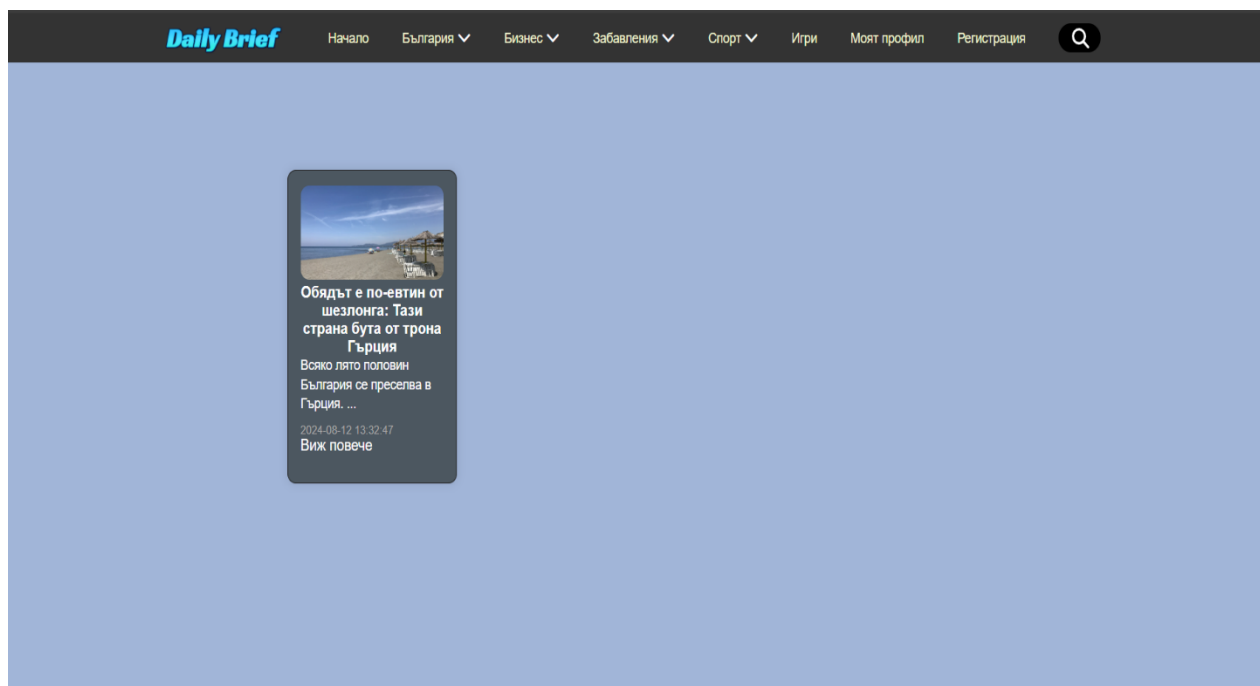 Daily Brief Начало България Бизнес Забавления Спорт Игри Моят профил Регистрация
Обядът е по-евтин от
шезлонга: Тази
страна бута от трона
Гърция
Всяко лято половин
България се преселва в
Гърция. ...
2024-08-12 13:32:47
Виж повече